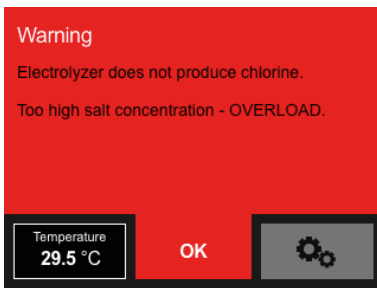 Warning
Electrolyzer does not produce chlorine.
Too high salt concentration - OVERLOAD.
Temperature
29.5 °C
OK